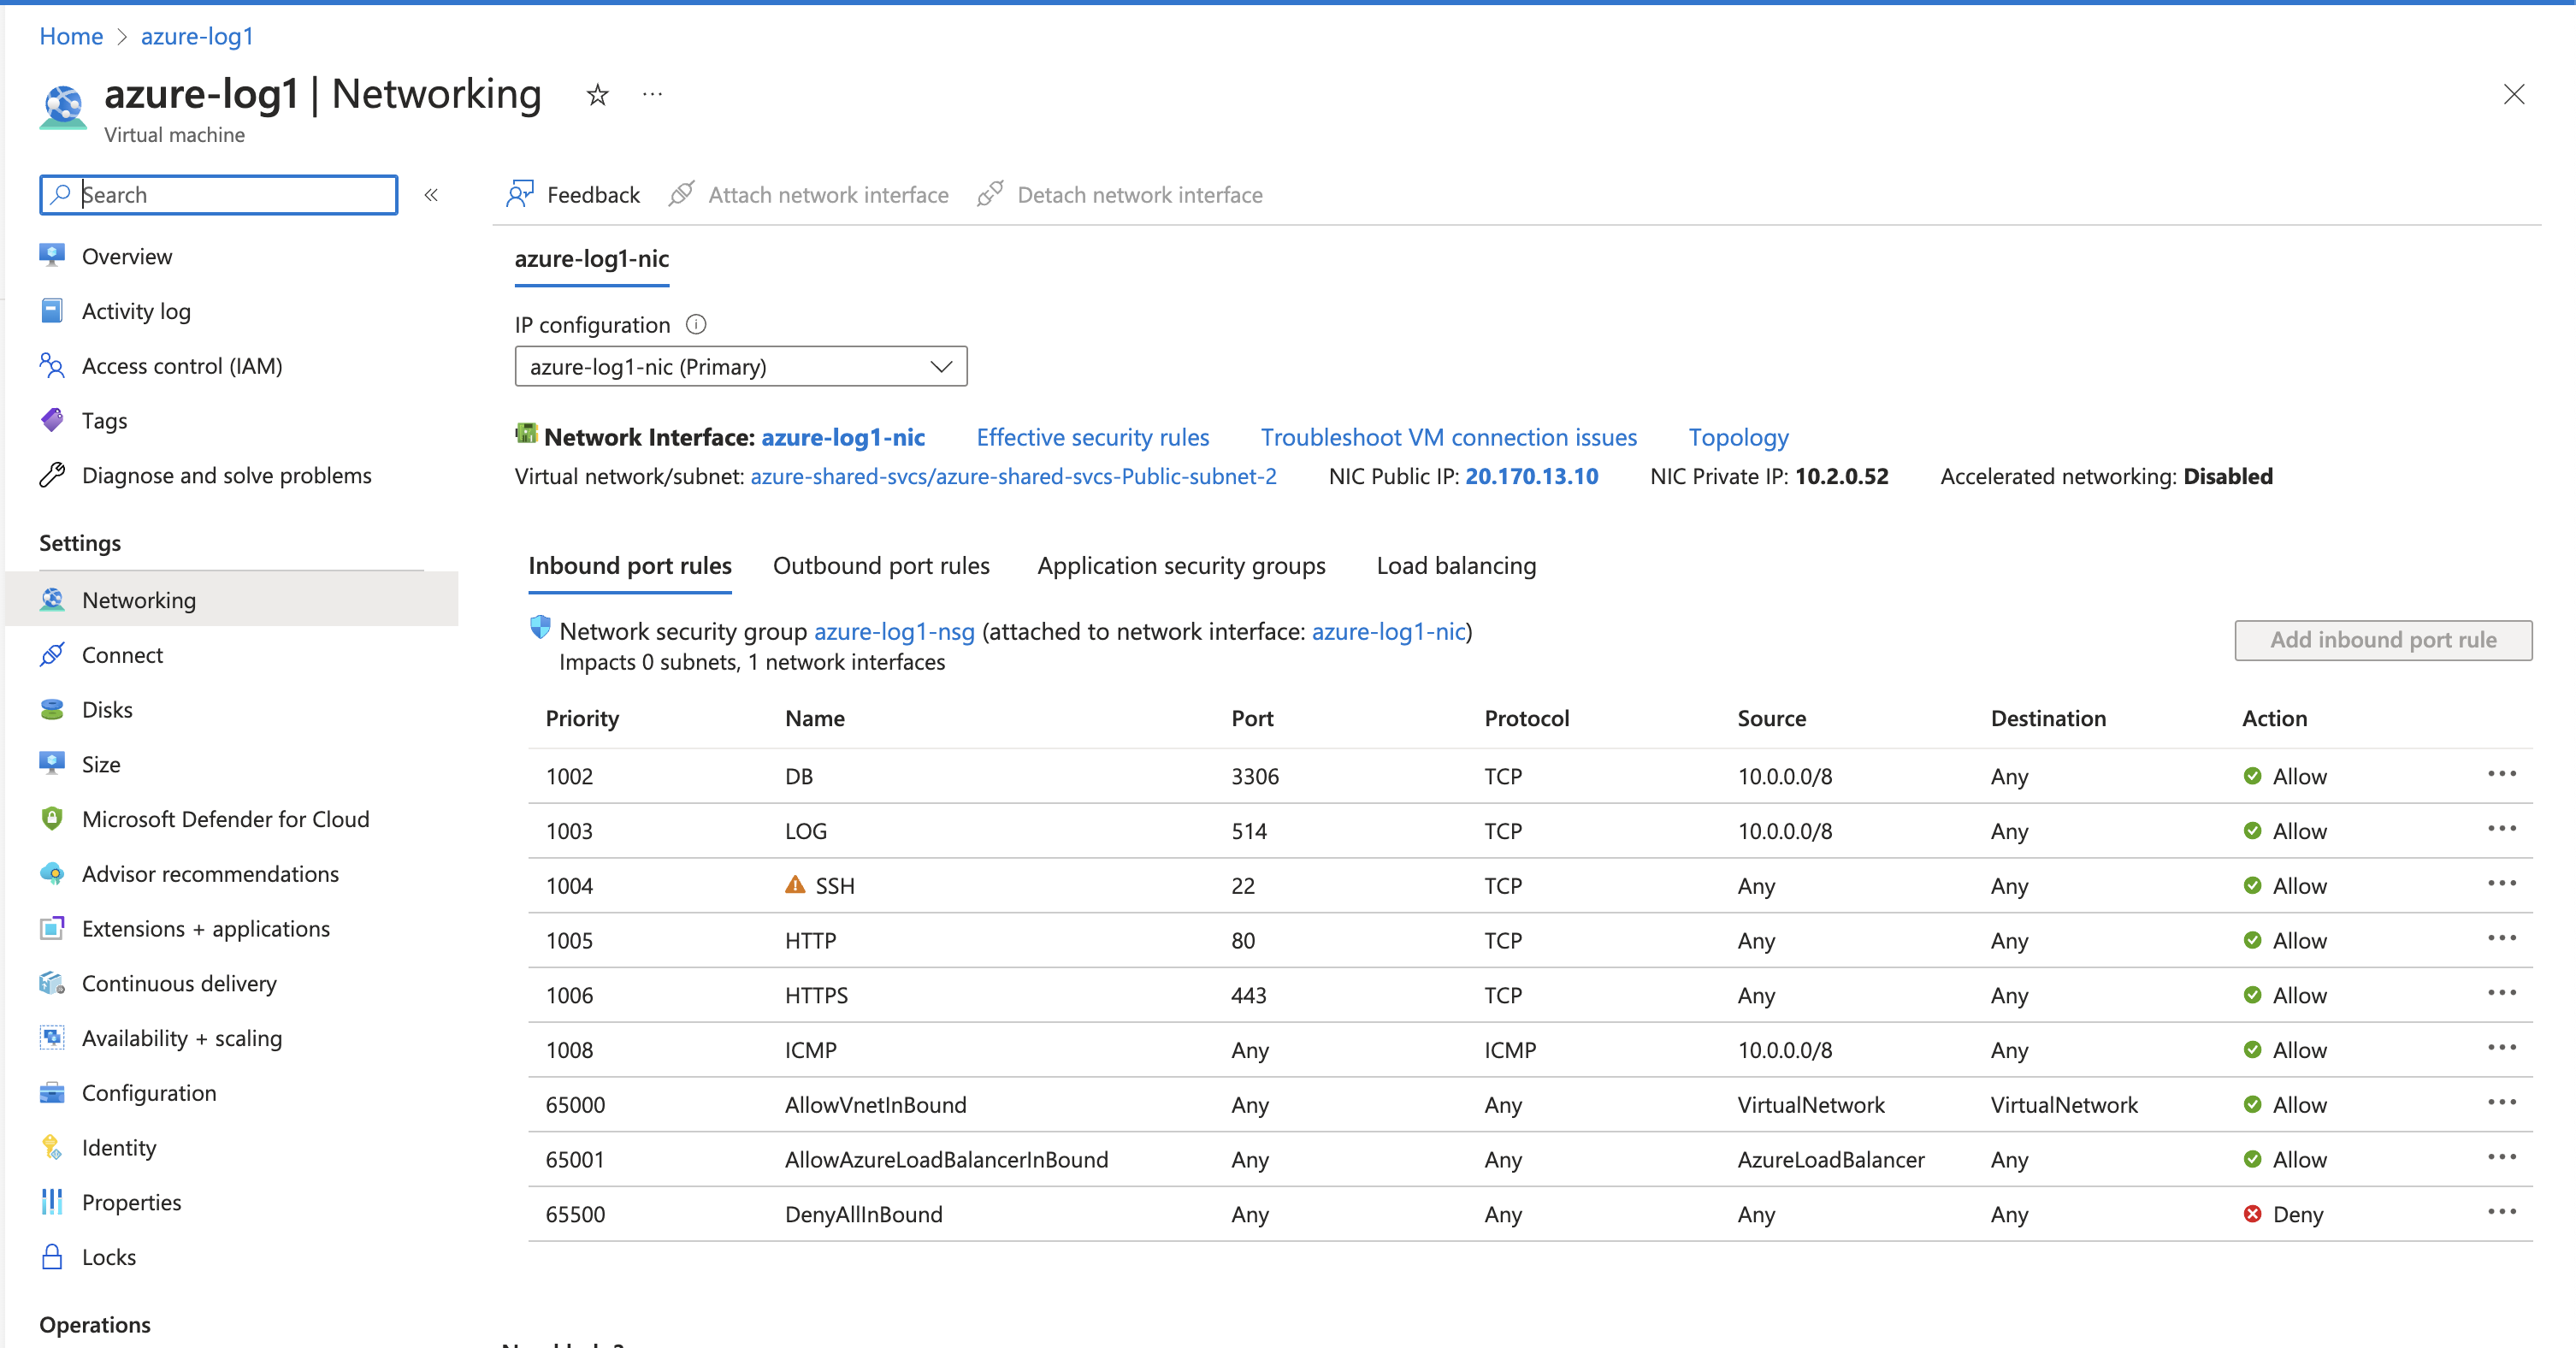 Home > azure-log1
azure-log1 | Networking ☆ ···
Virtual machine
Search «
Overview
Activity log
Access control (IAM)
Tags
Diagnose and solve problems
Settings
Networking
Connect
Disks
Size
Microsoft Defender for Cloud
Advisor recommendations
Extensions + applications
Continuous delivery
Availability + scaling
Configuration
Identity
Properties
Locks
Operations
Feedback Attach network interface Detach network interface
azure-log1-nic
IP configuration
azure-log1-nic (Primary)
Network Interface: azure-log1-nic Effective security rules Troubleshoot VM connection issues Topology
Virtual network/subnet: azure-shared-svcs/azure-shared-svcs-Public-subnet-2 NIC Public IP: 20.170.13.10 NIC Private IP: 10.2.0.52 Accelerated networking: Disabled
Inbound port rules Outbound port rules Application security groups Load balancing
Network security group azure-log1-nsg (attached to network interface: azure-log1-nic)
Impacts 0 subnets, 1 network interfaces
Add inbound port rule
Priority Name Port Protocol Source Destination Action
1002 DB 3306 TCP 10.0.0.0/8 Any Allow ···
1003 LOG 514 TCP 10.0.0.0/8 Any Allow ···
1004 SSH 22 TCP Any Any Allow ···
1005 HTTP 80 TCP Any Any Allow ···
1006 HTTPS 443 TCP Any Any Allow ···
1008 ICMP Any ICMP 10.0.0.0/8 Any Allow ···
65000 AllowVnetInBound Any Any VirtualNetwork VirtualNetwork Allow ···
65001 AllowAzureLoadBalancerInBound Any Any AzureLoadBalancer Any Allow ···
65500 DenyAllInBound Any Any Any Any Deny ···